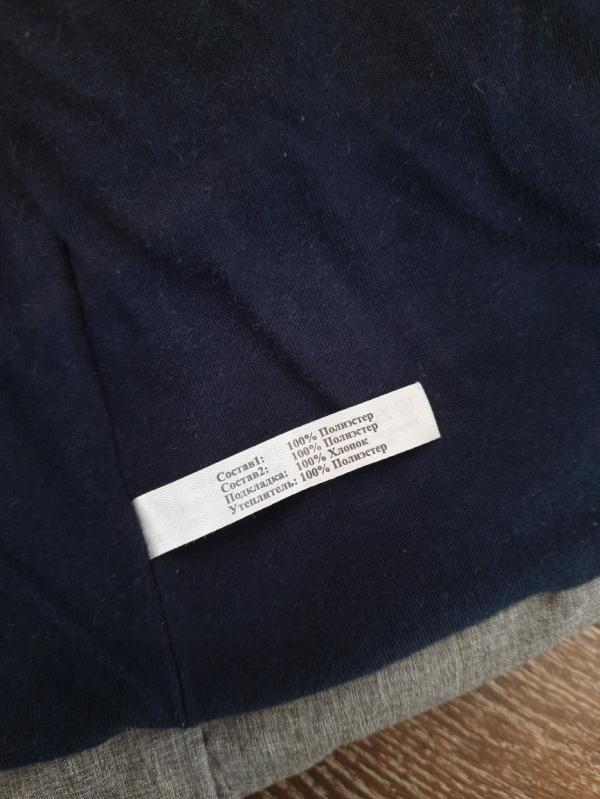 Состав1: 100% Полиэстер
Состав2: 100% Полиэстер
Подкладка: 100% Хлопок
Утеплитель: 100% Полиэстер